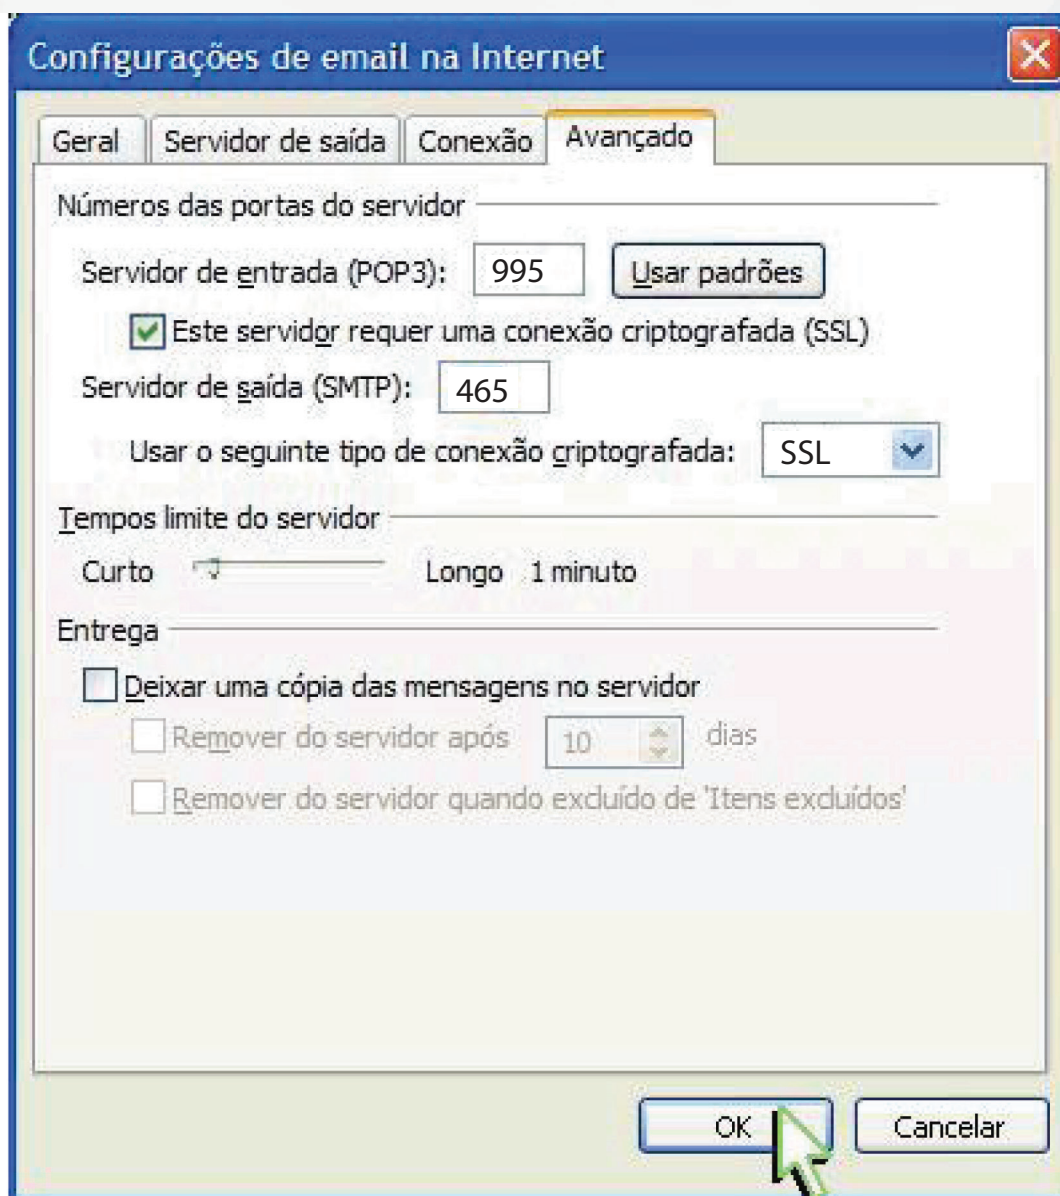 Configurações de email na Internet
Geral Servidor de saída Conexão Avançado
Números das portas do servidor
Servidor de entrada (POP3): 995 Usar padrões
Este servidor requer uma conexão criptografada (SSL)
Servidor de saída (SMTP): 465
Usar o seguinte tipo de conexão criptografada: SSL
Tempos limite do servidor
Curto Longo 1 minuto
Entrega
Deixar uma cópia das mensagens no servidor
Remover do servidor após 10 dias
Remover do servidor quando excluído de 'Itens excluídos'
OK Cancelar